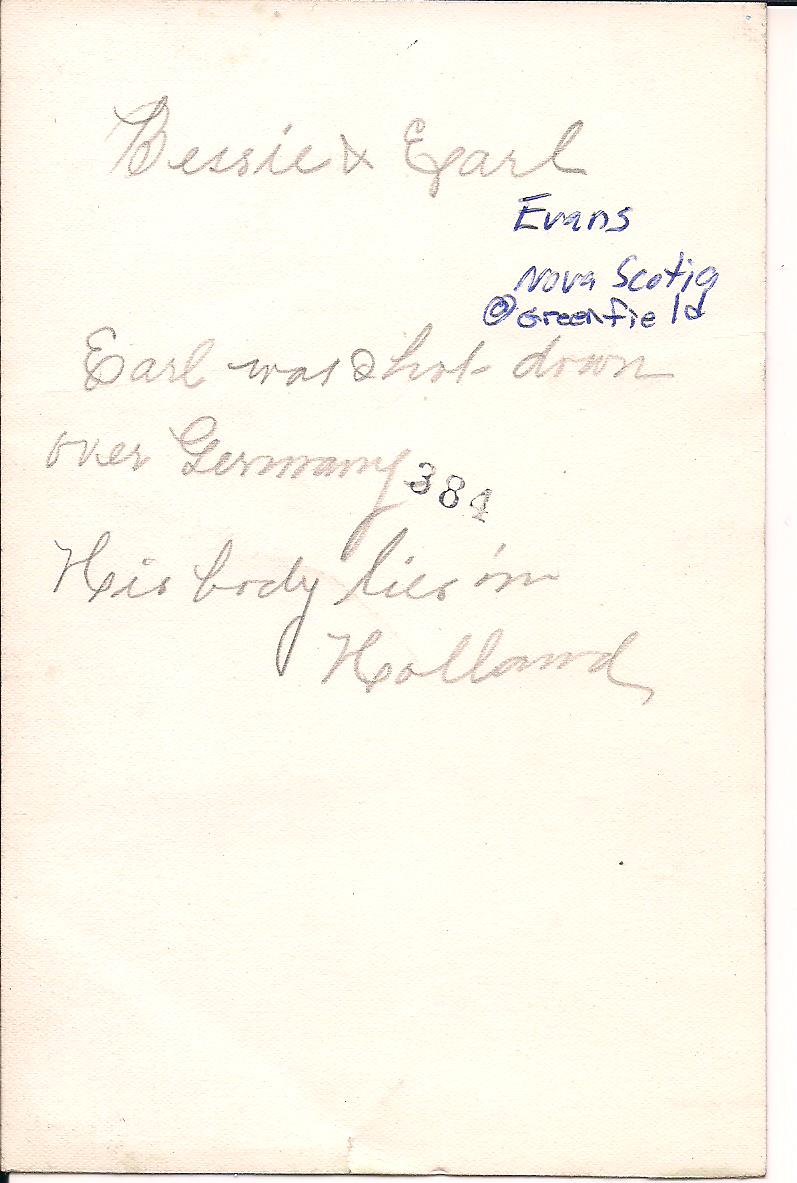 Bessie & Earl
Evans
Nova Scotia
@ Greenfield
Earl was shot down
over Germany
384
His body lies in
Holland